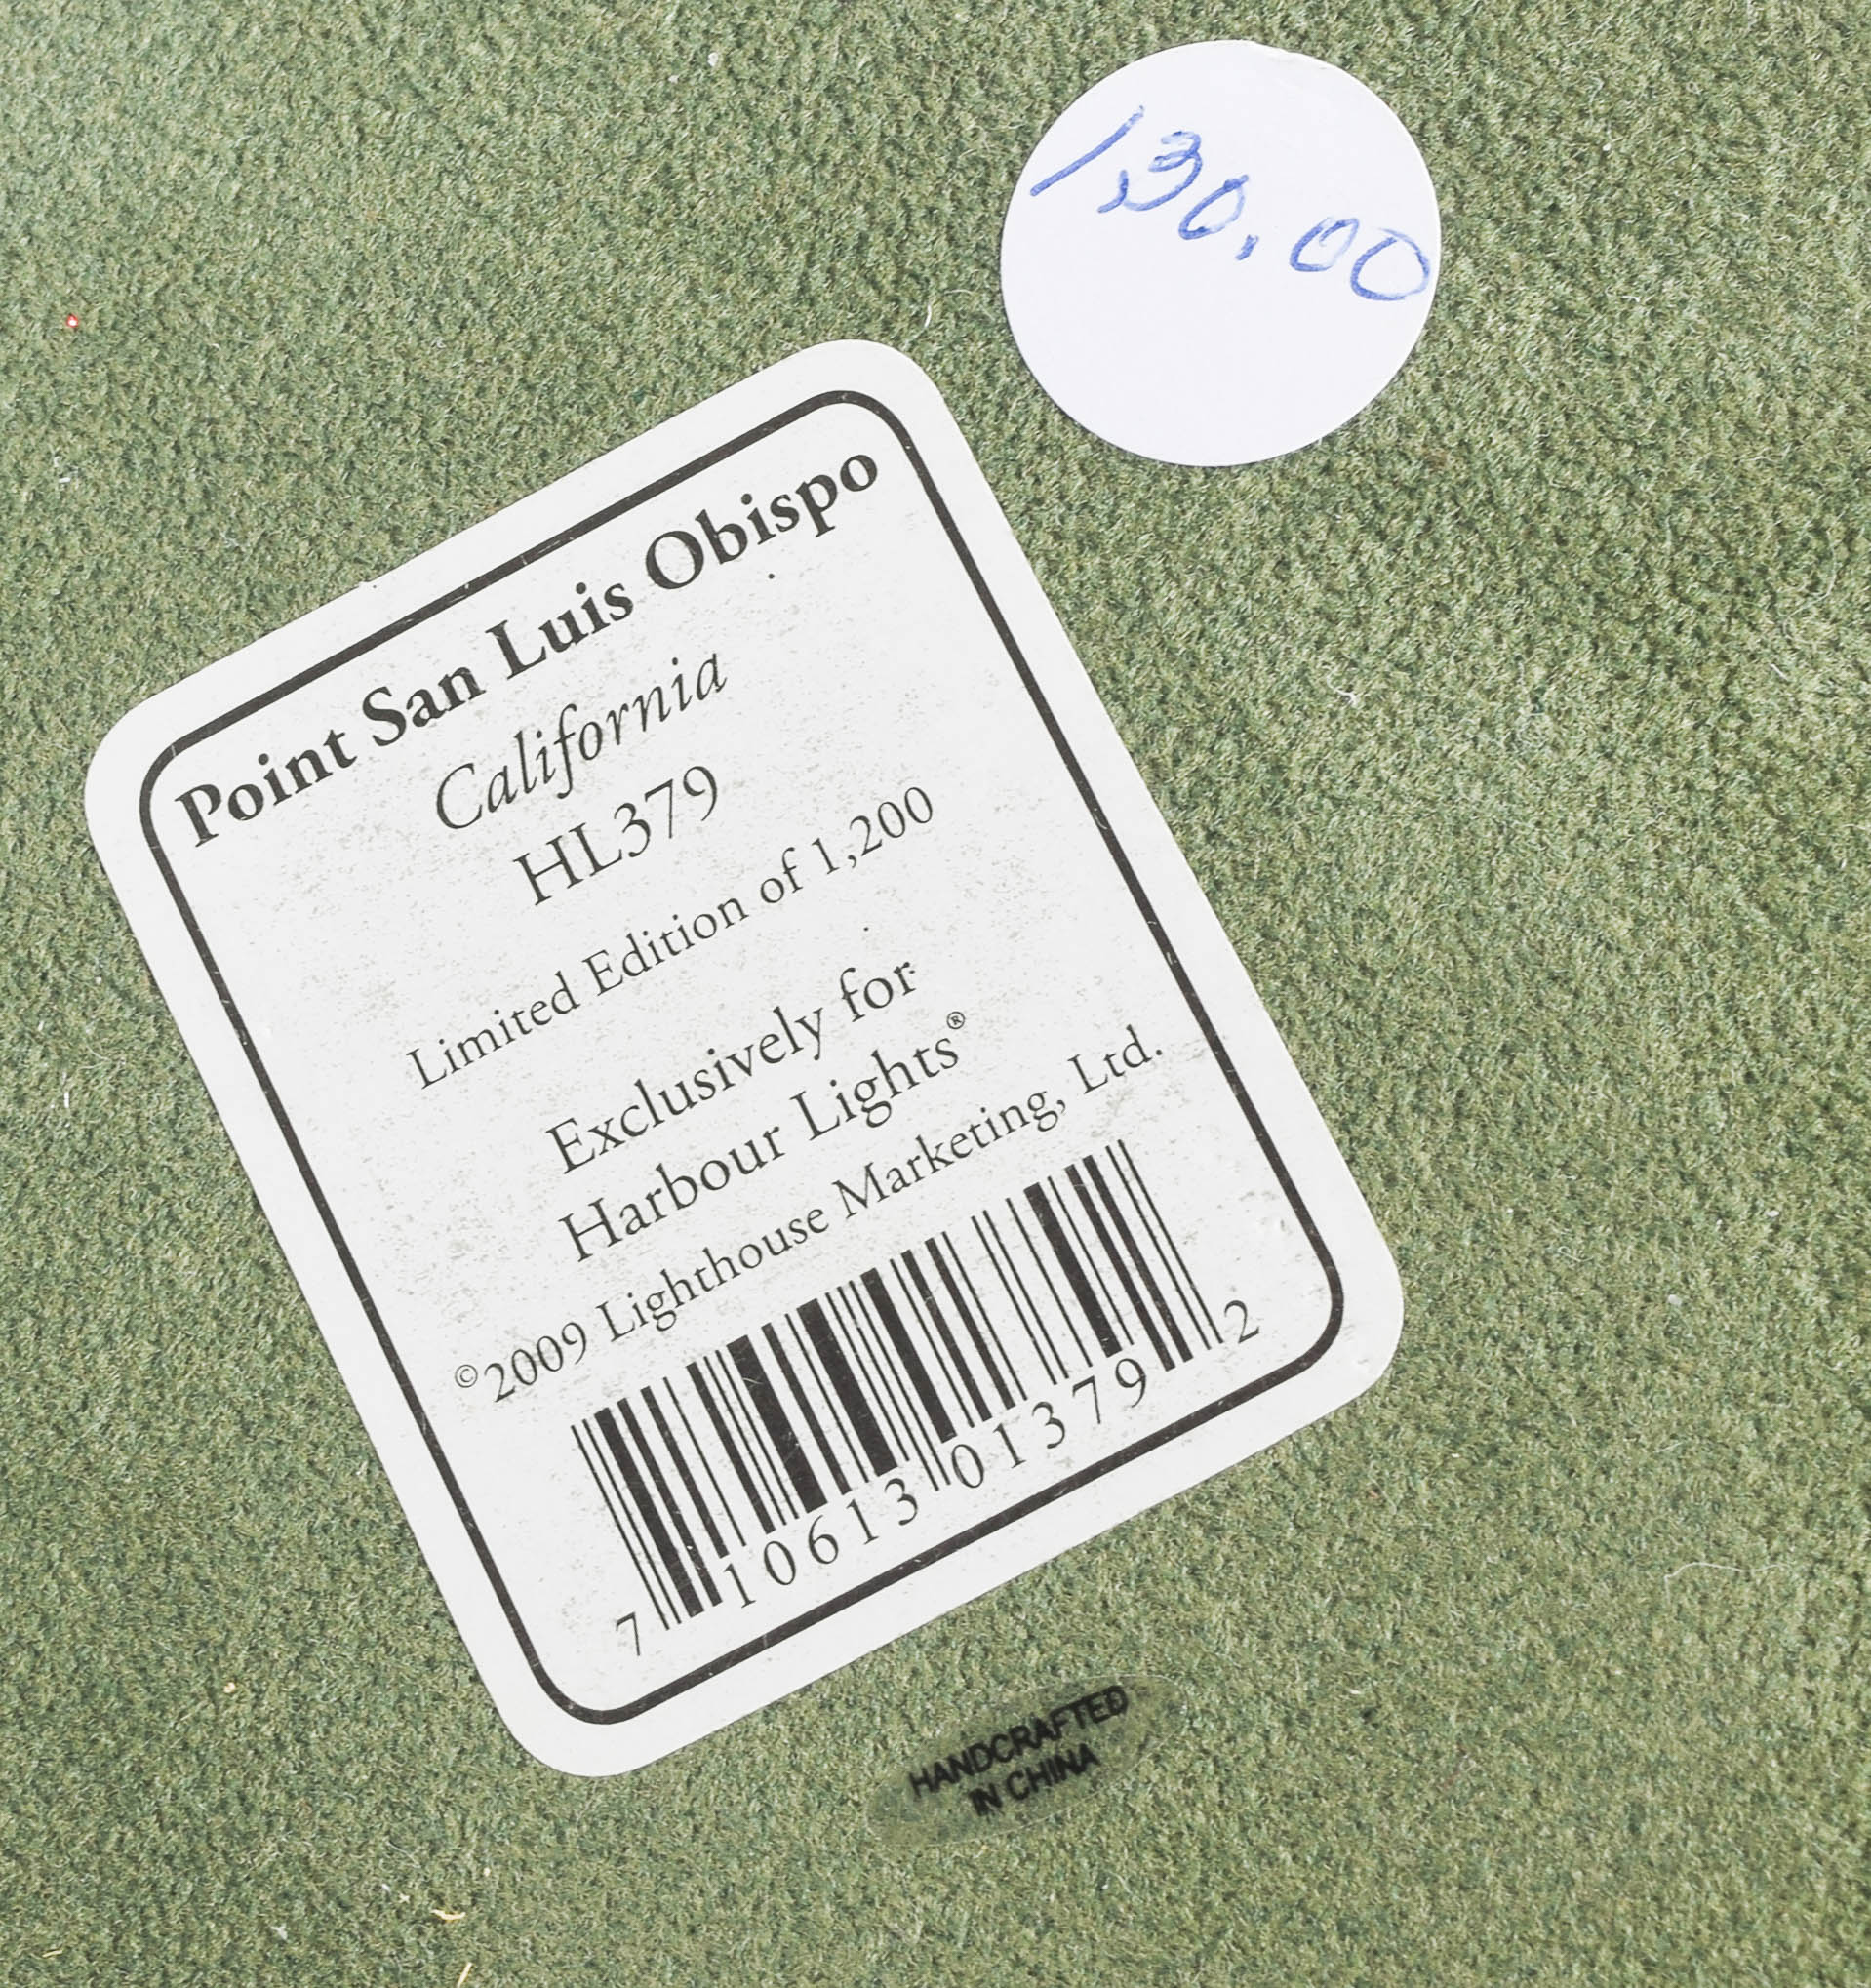 130.00
Point San Luis Obispo
California
HL379
Limited Edition of 1,200
Exclusively for
Harbour Lights®
©2009 Lighthouse Marketing, Ltd.
7 10613 01379 2
HANDCRAFTED
IN CHINA